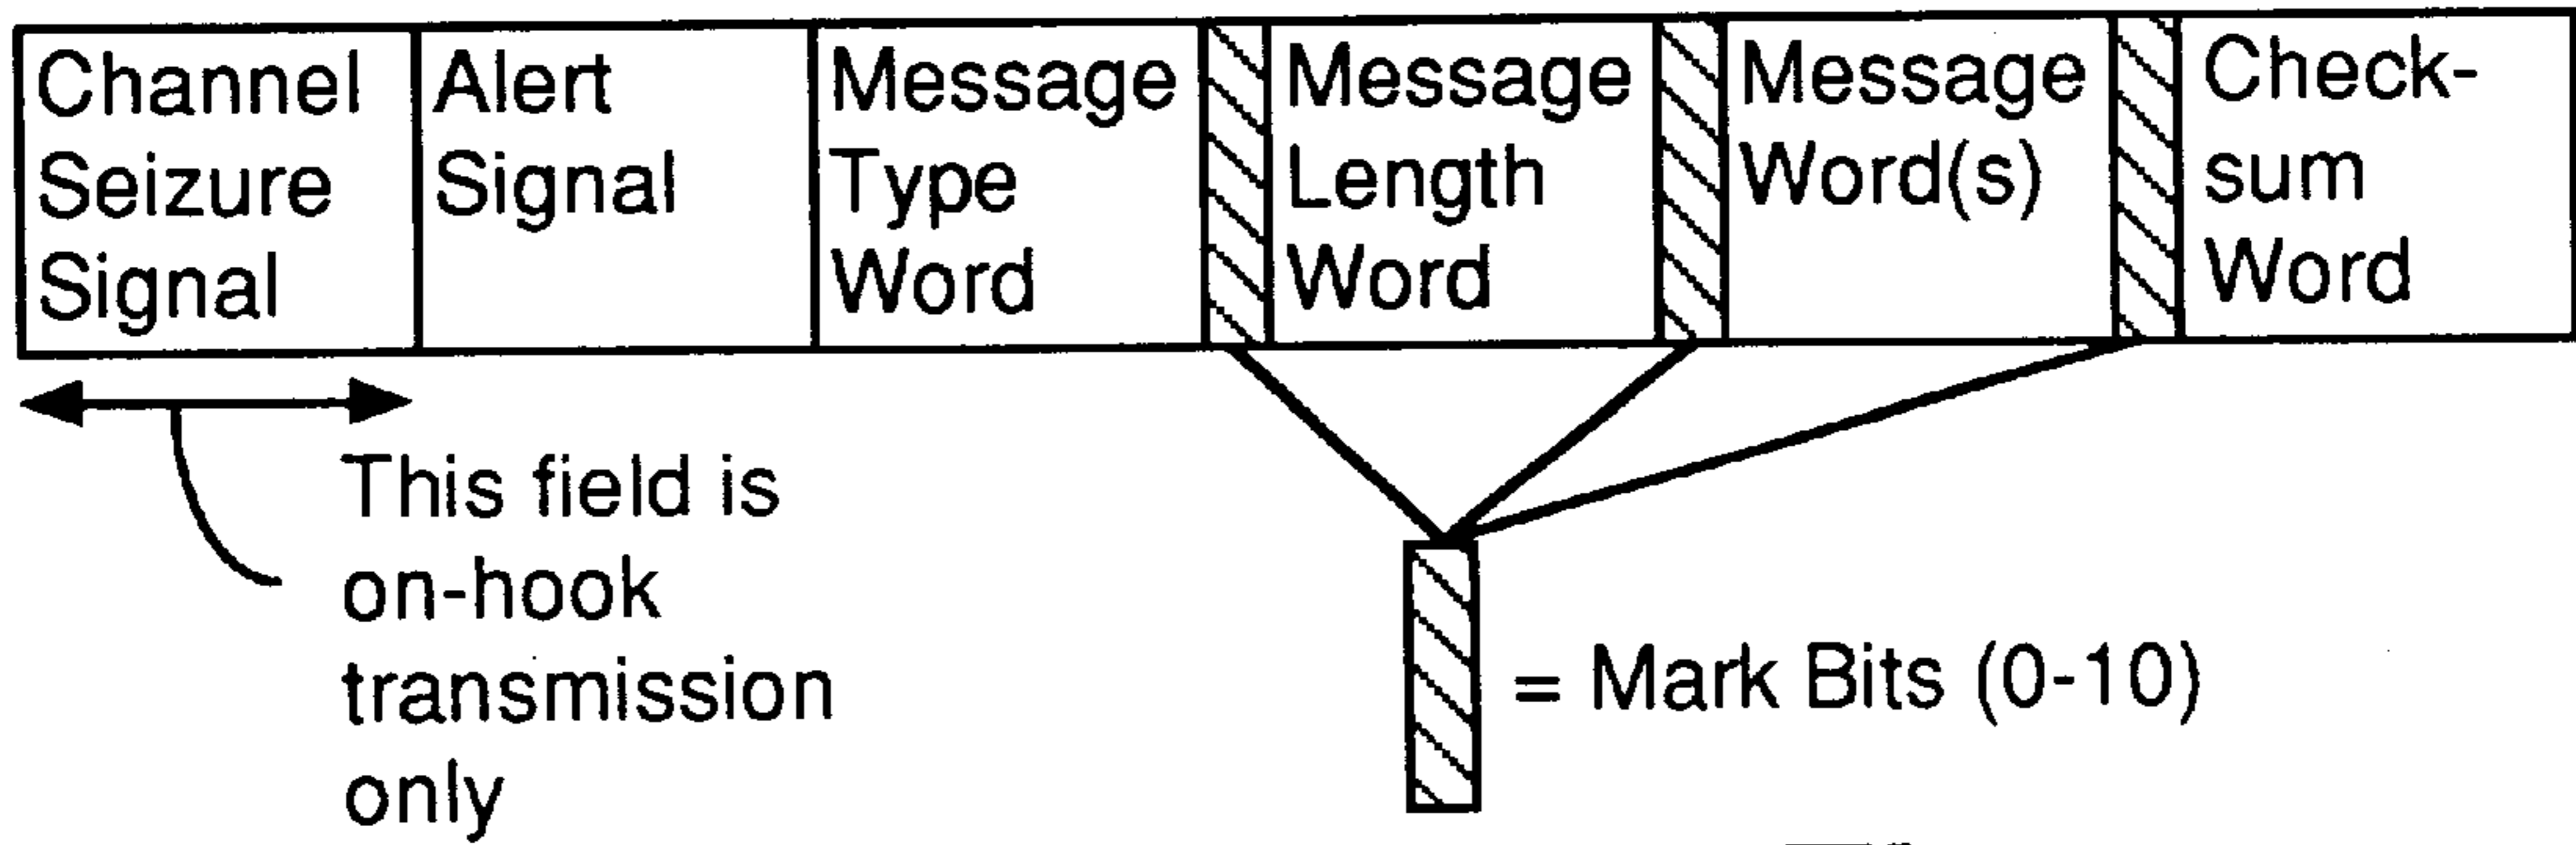 Channel
Seizure
Signal
Alert
Signal
Message
Type
Word
Message
Length
Word
Message
Word(s)
Check-
sum
Word
This field is
on-hook
transmission
only
= Mark Bits (0-10)